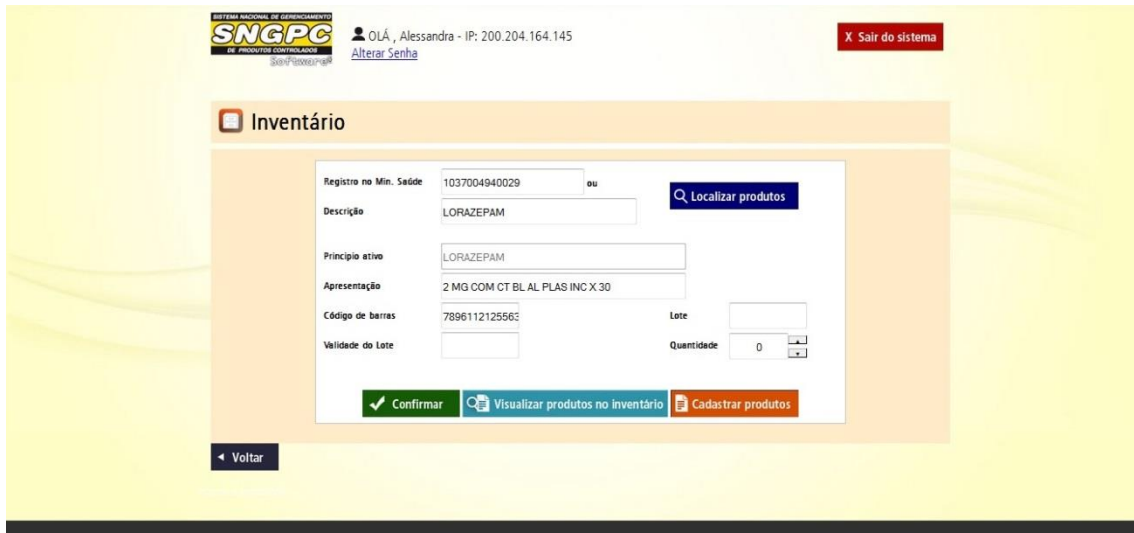 SISTEMA NACIONAL DE GERENCIAMENTO
SNGPC
DE PRODUTOS CONTROLADOS
Software
OLÁ , Alessandra - IP: 200.204.164.145
Alterar Senha
X Sair do sistema
Inventário
Registro no Min. Saúde 1037004940029 ou
Localizar produtos
Descrição LORAZEPAM
Principio ativo LORAZEPAM
Apresentação 2 MG COM CT BL AL PLAS INC X 30
Código de barras 7896112125563 Lote
Validade do Lote Quantidade 0
Confirmar Visualizar produtos no inventário Cadastrar produtos
Voltar